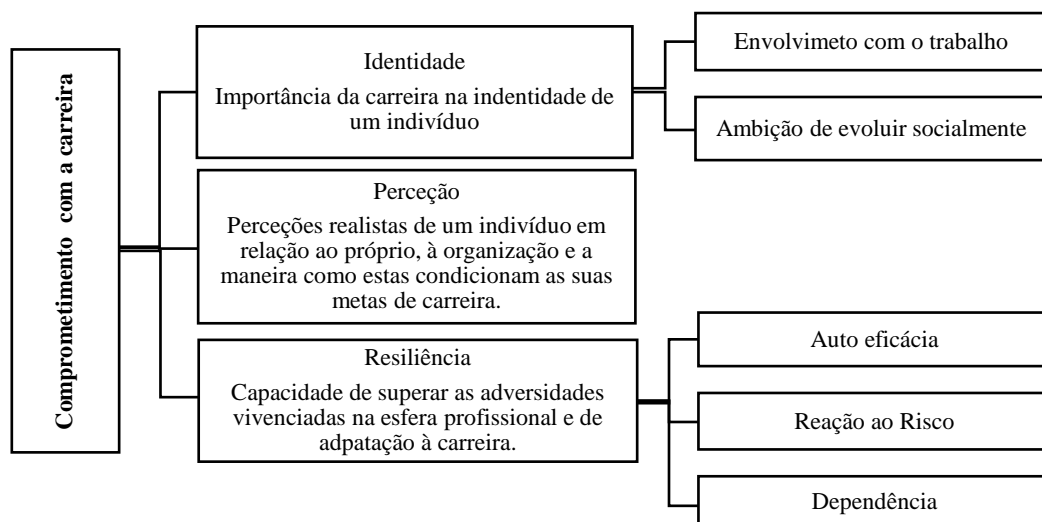 Comprometimento com a carreira
Identidade
Importância da carreira na indentidade de
um indivíduo
Envolvimeto com o trabalho
Ambição de evoluir socialmente
Perceção
Perceções realistas de um indivíduo em
relação ao próprio, à organização e a
maneira como estas condicionam as suas
metas de carreira.
Resiliência
Capacidade de superar as adversidades
vivenciadas na esfera profissional e de
adpatação à carreira.
Auto eficácia
Reação ao Risco
Dependência